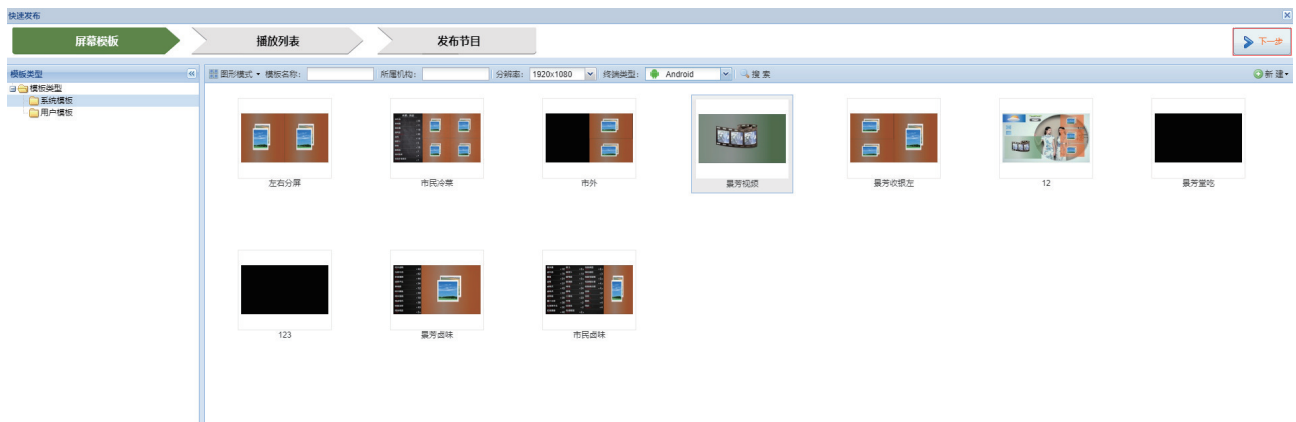 快速发布
屏幕模板 播放列表 发布节目 下一步
模板类型 图形模式 模板名称: 所属机构: 分辨率: 1920x1080 终端类型: Android 搜索 新建
模板类型
系统模板
用户模板
左右分屏 市民冷菜 市外 景芳视频 景芳收银左 12 景芳堂吃
123 景芳卤味 市民卤味